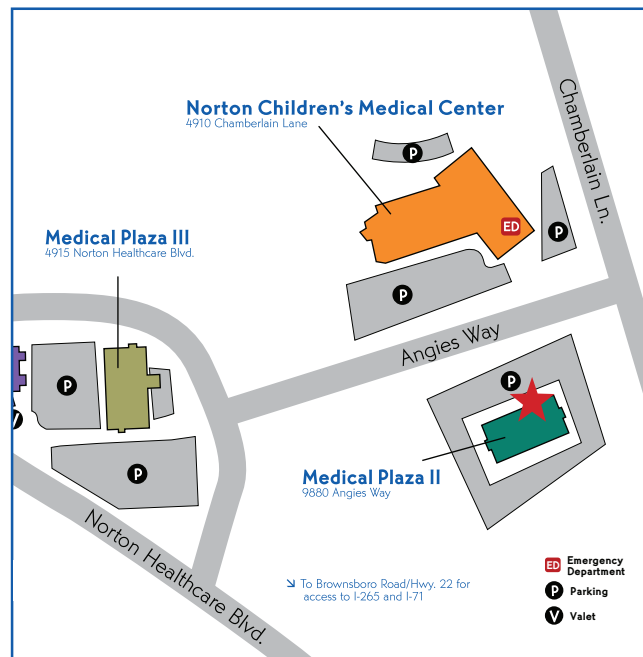 Chamberlain Ln.
Norton Children's Medical Center
4910 Chamberlain Lane
P
ED
P
Medical Plaza III
4915 Norton Healthcare Blvd.
P
Angies Way
P
P
V
P
Medical Plaza II
9880 Angies Way
Norton Healthcare Blvd.
↘ To Brownsboro Road/Hwy. 22 for
access to I-265 and I-71
ED Emergency
Department
P Parking
V Valet